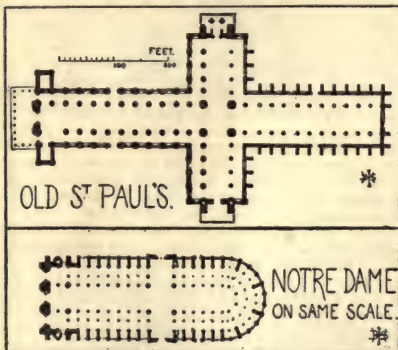 FEET.
100 200
OLD ST PAUL'S.
NOTRE DAME
ON SAME SCALE.